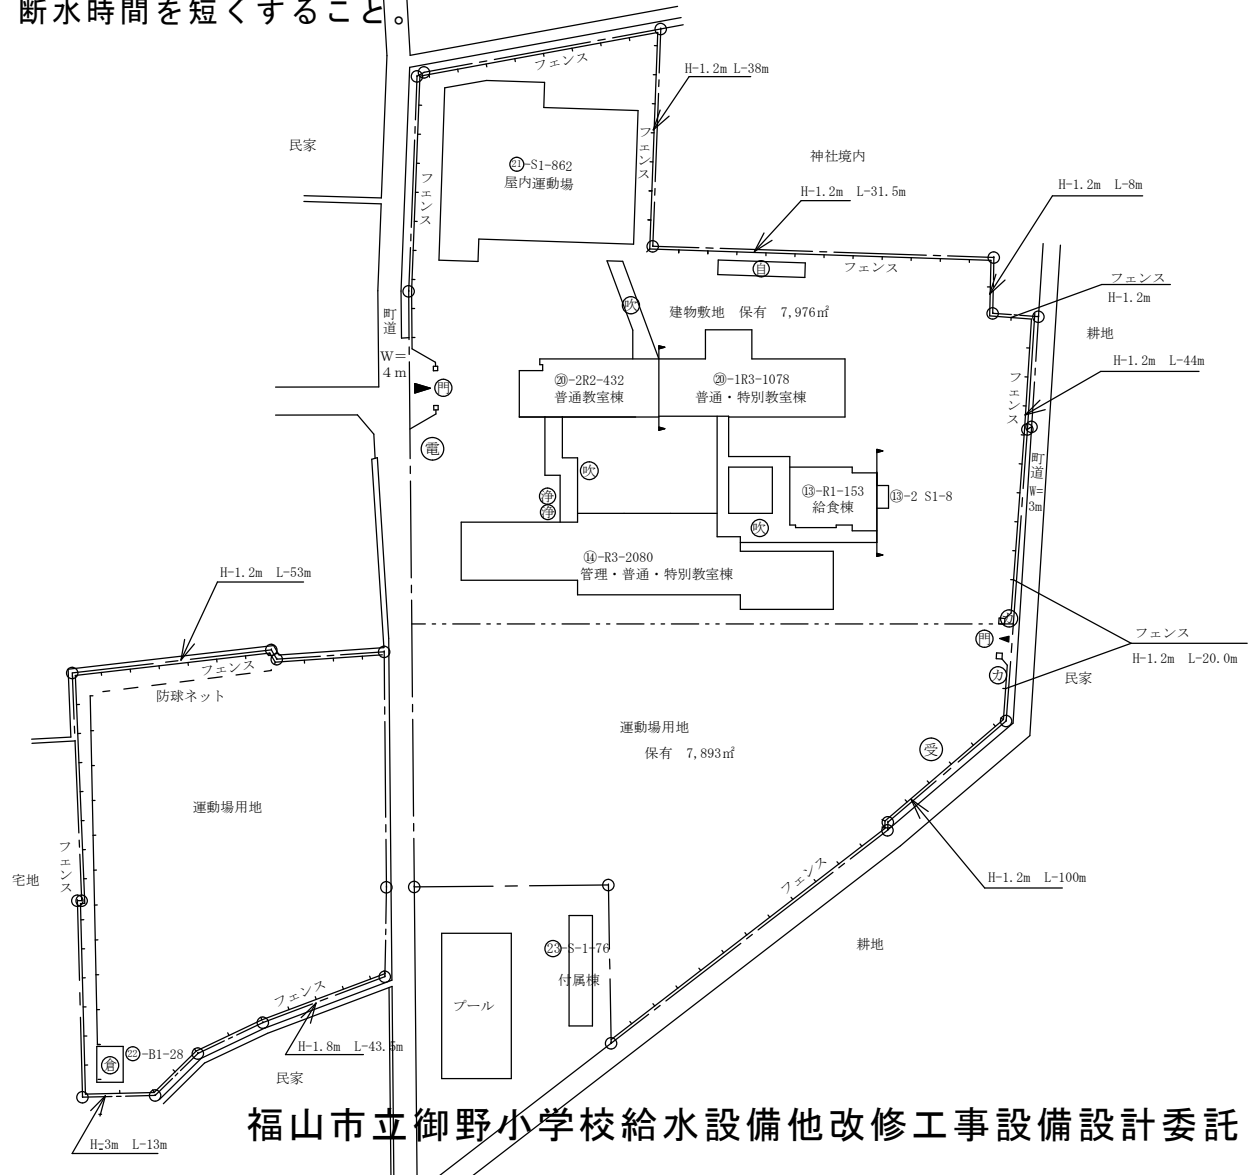 断水時間を短くすること。
フェンス
H-1.2m L-38m
民家
フェンス
神社境内
㉑-S1-862
屋内運動場
フェンス
H-1.2m L-31.5m
H-1.2m L-8m
自
フェンス
フェンス
H-1.2m
吹
建物敷地 保有 7,976㎡
町道
W=
4m
耕地
H-1.2m L-44m
門
⑳-2R2-432
普通教室棟
⑳-1R3-1078
普通・特別教室棟
フェンス
電
吹
町道
W=
3m
浄
浄
⑬-R1-153
給食棟
⑬-2 S1-8
吹
⑭-R3-2080
管理・普通・特別教室棟
H-1.2m L-53m
門
フェンス
H-1.2m L-20.0m
フェンス
防球ネット
カ
民家
運動場用地
保有 7,893㎡
受
運動場用地
フェンス
宅地
フェンス
H-1.2m L-100m
㉓-S-1-76
付属棟
耕地
フェンス
プール
倉
㉒-B1-28
H-1.8m L-43.5m
民家
福山市立御野小学校給水設備他改修工事設備設計委託
H-3m L-13m